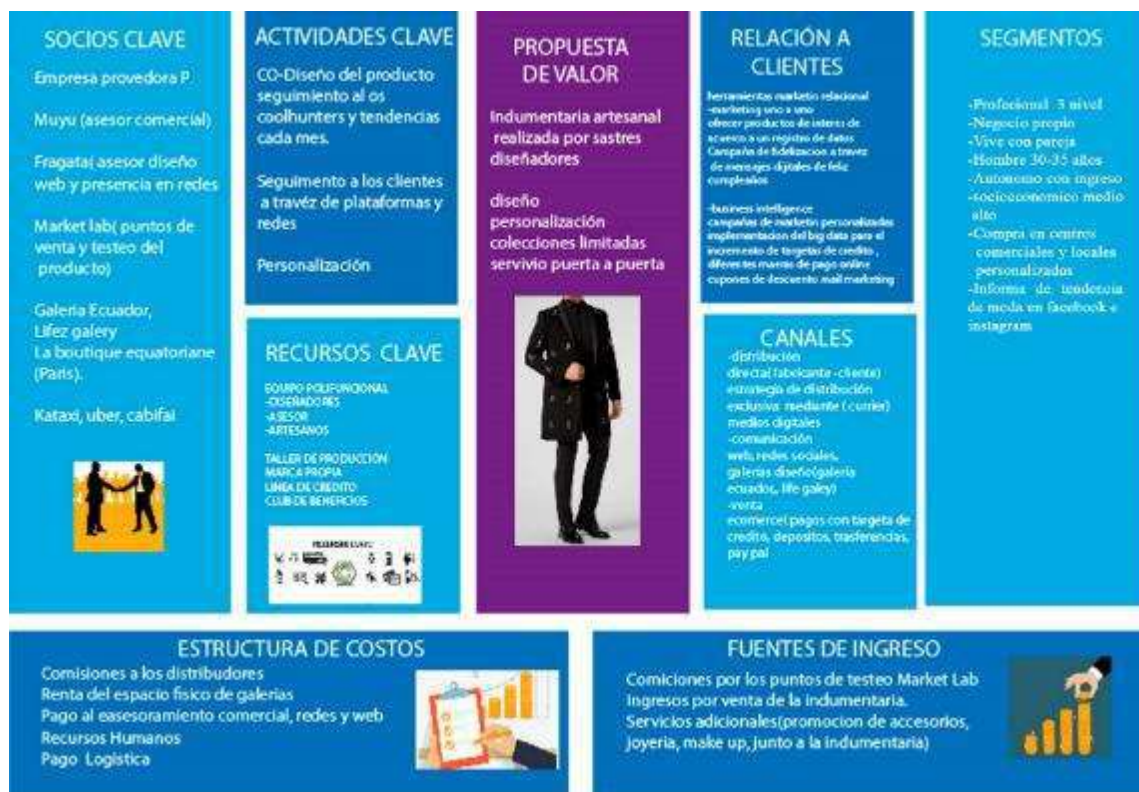 SOCIOS CLAVE
Empresa provedora P
Muyu (asesor comercial)
Fragata( asesor diseño
web y presencia en redes
Market lab( puntos de
venta y testeo del
producto)
Galeria Ecuador,
Lifez galery
La boutique equatoriane
(Paris).
Kataxi, uber, cabifai
ACTIVIDADES CLAVE
CO-Diseño del producto
seguimiento al os
coolhunters y tendencias
cada mes.
Seguimento a los clientes
a travéz de plataformas y
redes
Personalización
RECURSOS CLAVE
EQUIPO POLIFUNCIONAL
-DISEÑADORES
-ASESOR
-ARTESANOS
TALLER DE PRODUCCIÓN
MARCA PROPIA
LINEA DE CREDITO
CLUB DE BENEFICIOS
PROPUESTA
DE VALOR
Indumentaria artesanal
realizada por sastres
diseñadores
diseño
personalización
colecciones limitadas
servivio puerta a puerta
RELACIÓN A
CLIENTES
herramientas marketin relacional
-marketing uno a uno
ofrecer productos de interes de
acuerco a un registro de datos
Campaña de fidelizacion a travez
de mensages digitales de feliz
cumpleaños
-business intelligence
campañas de marketin personalizadas
implementacion del big data para el
incremento de targetas de credito ,
diferentes maeras de pago online
cupones de descuento mail marketing
CANALES
-distribución
directa( fabricante -cliente)
estrategia de distribución
exclusiva mediante ( currier)
medios digitales
-comunicación
web, redes sociales,
galerias diseño(galeria
ecuador, life galey)
-venta
ecomerce( pagos con targeta de
credito, depositos, trasferencias,
pay pal
SEGMENTOS
-Profecional 3 nivel
-Negocio propio
-Vive con pareja
-Hombre 30-35 años
-Autonomo con ingreso
-socioeconomico medio
alto
-Compra en centros
comerciales y locales
personalizados
-Informa de tendencia
de moda en facebook e
instagram
ESTRUCTURA DE COSTOS
Comisiones a los distribuidores
Renta del espacio fisico de galerias
Pago al easesoramiento comercial, redes y web
Recursos Humanos
Pago Logistica
FUENTES DE INGRESO
Comiciones por los puntos de testeo Market Lab
Ingresos por venta de la indumentaria.
Servicios adicionales(promocion de accesorios,
joyeria, make up, junto a la indumentaria)